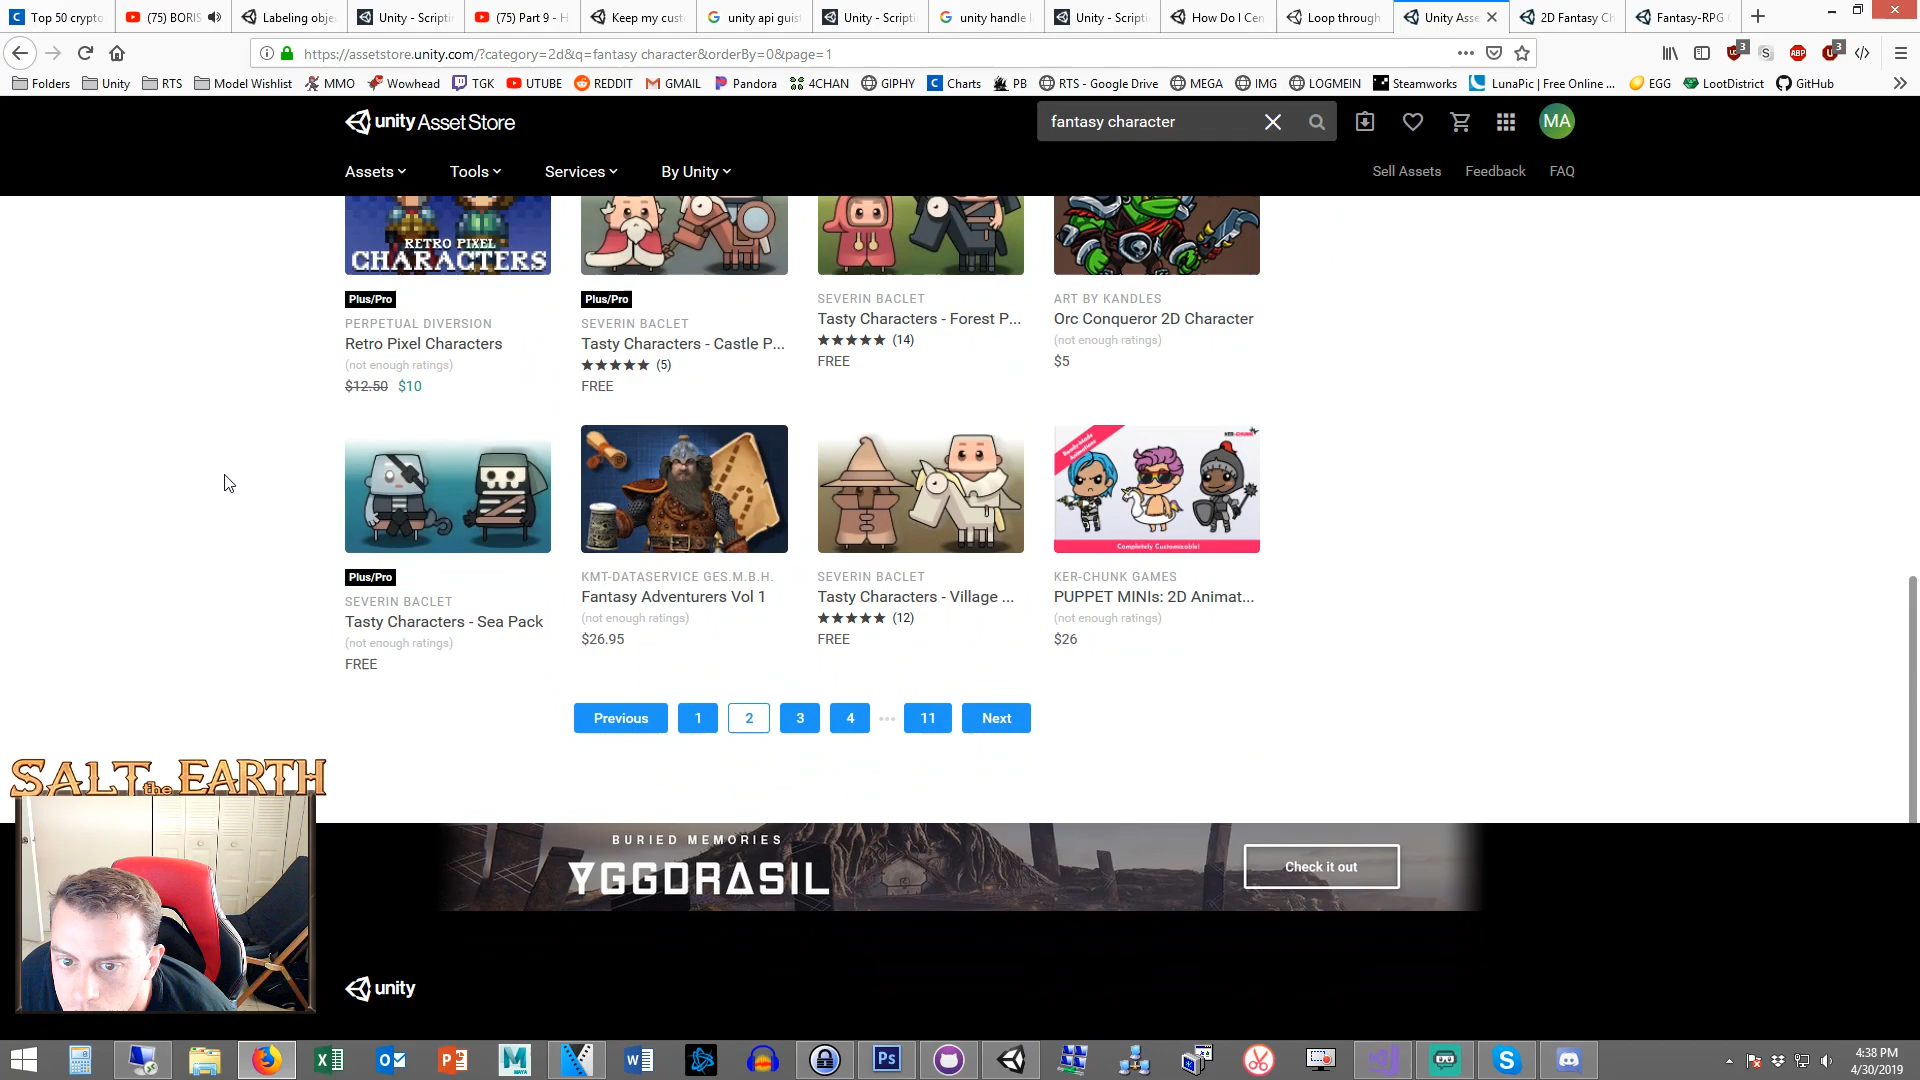 Top 50 crypto
(75) BORIS
Labeling obje
Unity - Scripti
(75) Part 9 - H
Keep my cust
unity api guist
Unity - Scripti
unity handle l
Unity - Scripti
How Do I Cen
Loop through
Unity Asse
2D Fantasy Ch
Fantasy-RPG C
https://assetstore.unity.com/?category=2d&q=fantasy character&orderBy=0&page=1
3
3
Folders
Unity
RTS
Model Wishlist
MMO
Wowhead
TGK
UTUBE
REDDIT
GMAIL
Pandora
4CHAN
GIPHY
Charts
PB
RTS - Google Drive
MEGA
IMG
LOGMEIN
Steamworks
LunaPic | Free Online ...
EGG
LootDistrict
GitHub
unity Asset Store
fantasy character
MA
Assets
Tools
Services
By Unity
Sell Assets
Feedback
FAQ
RETRO PIXEL
CHARACTERS
Plus/Pro
PERPETUAL DIVERSION
Retro Pixel Characters
(not enough ratings)
$12.50 $10
Plus/Pro
SEVERIN BACLET
Tasty Characters - Castle P...
(5)
FREE
SEVERIN BACLET
Tasty Characters - Forest P...
(14)
FREE
ART BY KANDLES
Orc Conqueror 2D Character
(not enough ratings)
$5
Plus/Pro
SEVERIN BACLET
Tasty Characters - Sea Pack
(not enough ratings)
FREE
KMT-DATASERVICE GES.M.B.H.
Fantasy Adventurers Vol 1
(not enough ratings)
$26.95
SEVERIN BACLET
Tasty Characters - Village ...
(12)
FREE
KER-CHUNK
Completely Customizable!
KER-CHUNK GAMES
PUPPET MINIs: 2D Animat...
(not enough ratings)
$26
Previous
1
2
3
4
11
Next
SALT the EARTH
BURIED MEMORIES
YGGDRASIL
Check it out
unity
4:38 PM
4/30/2019